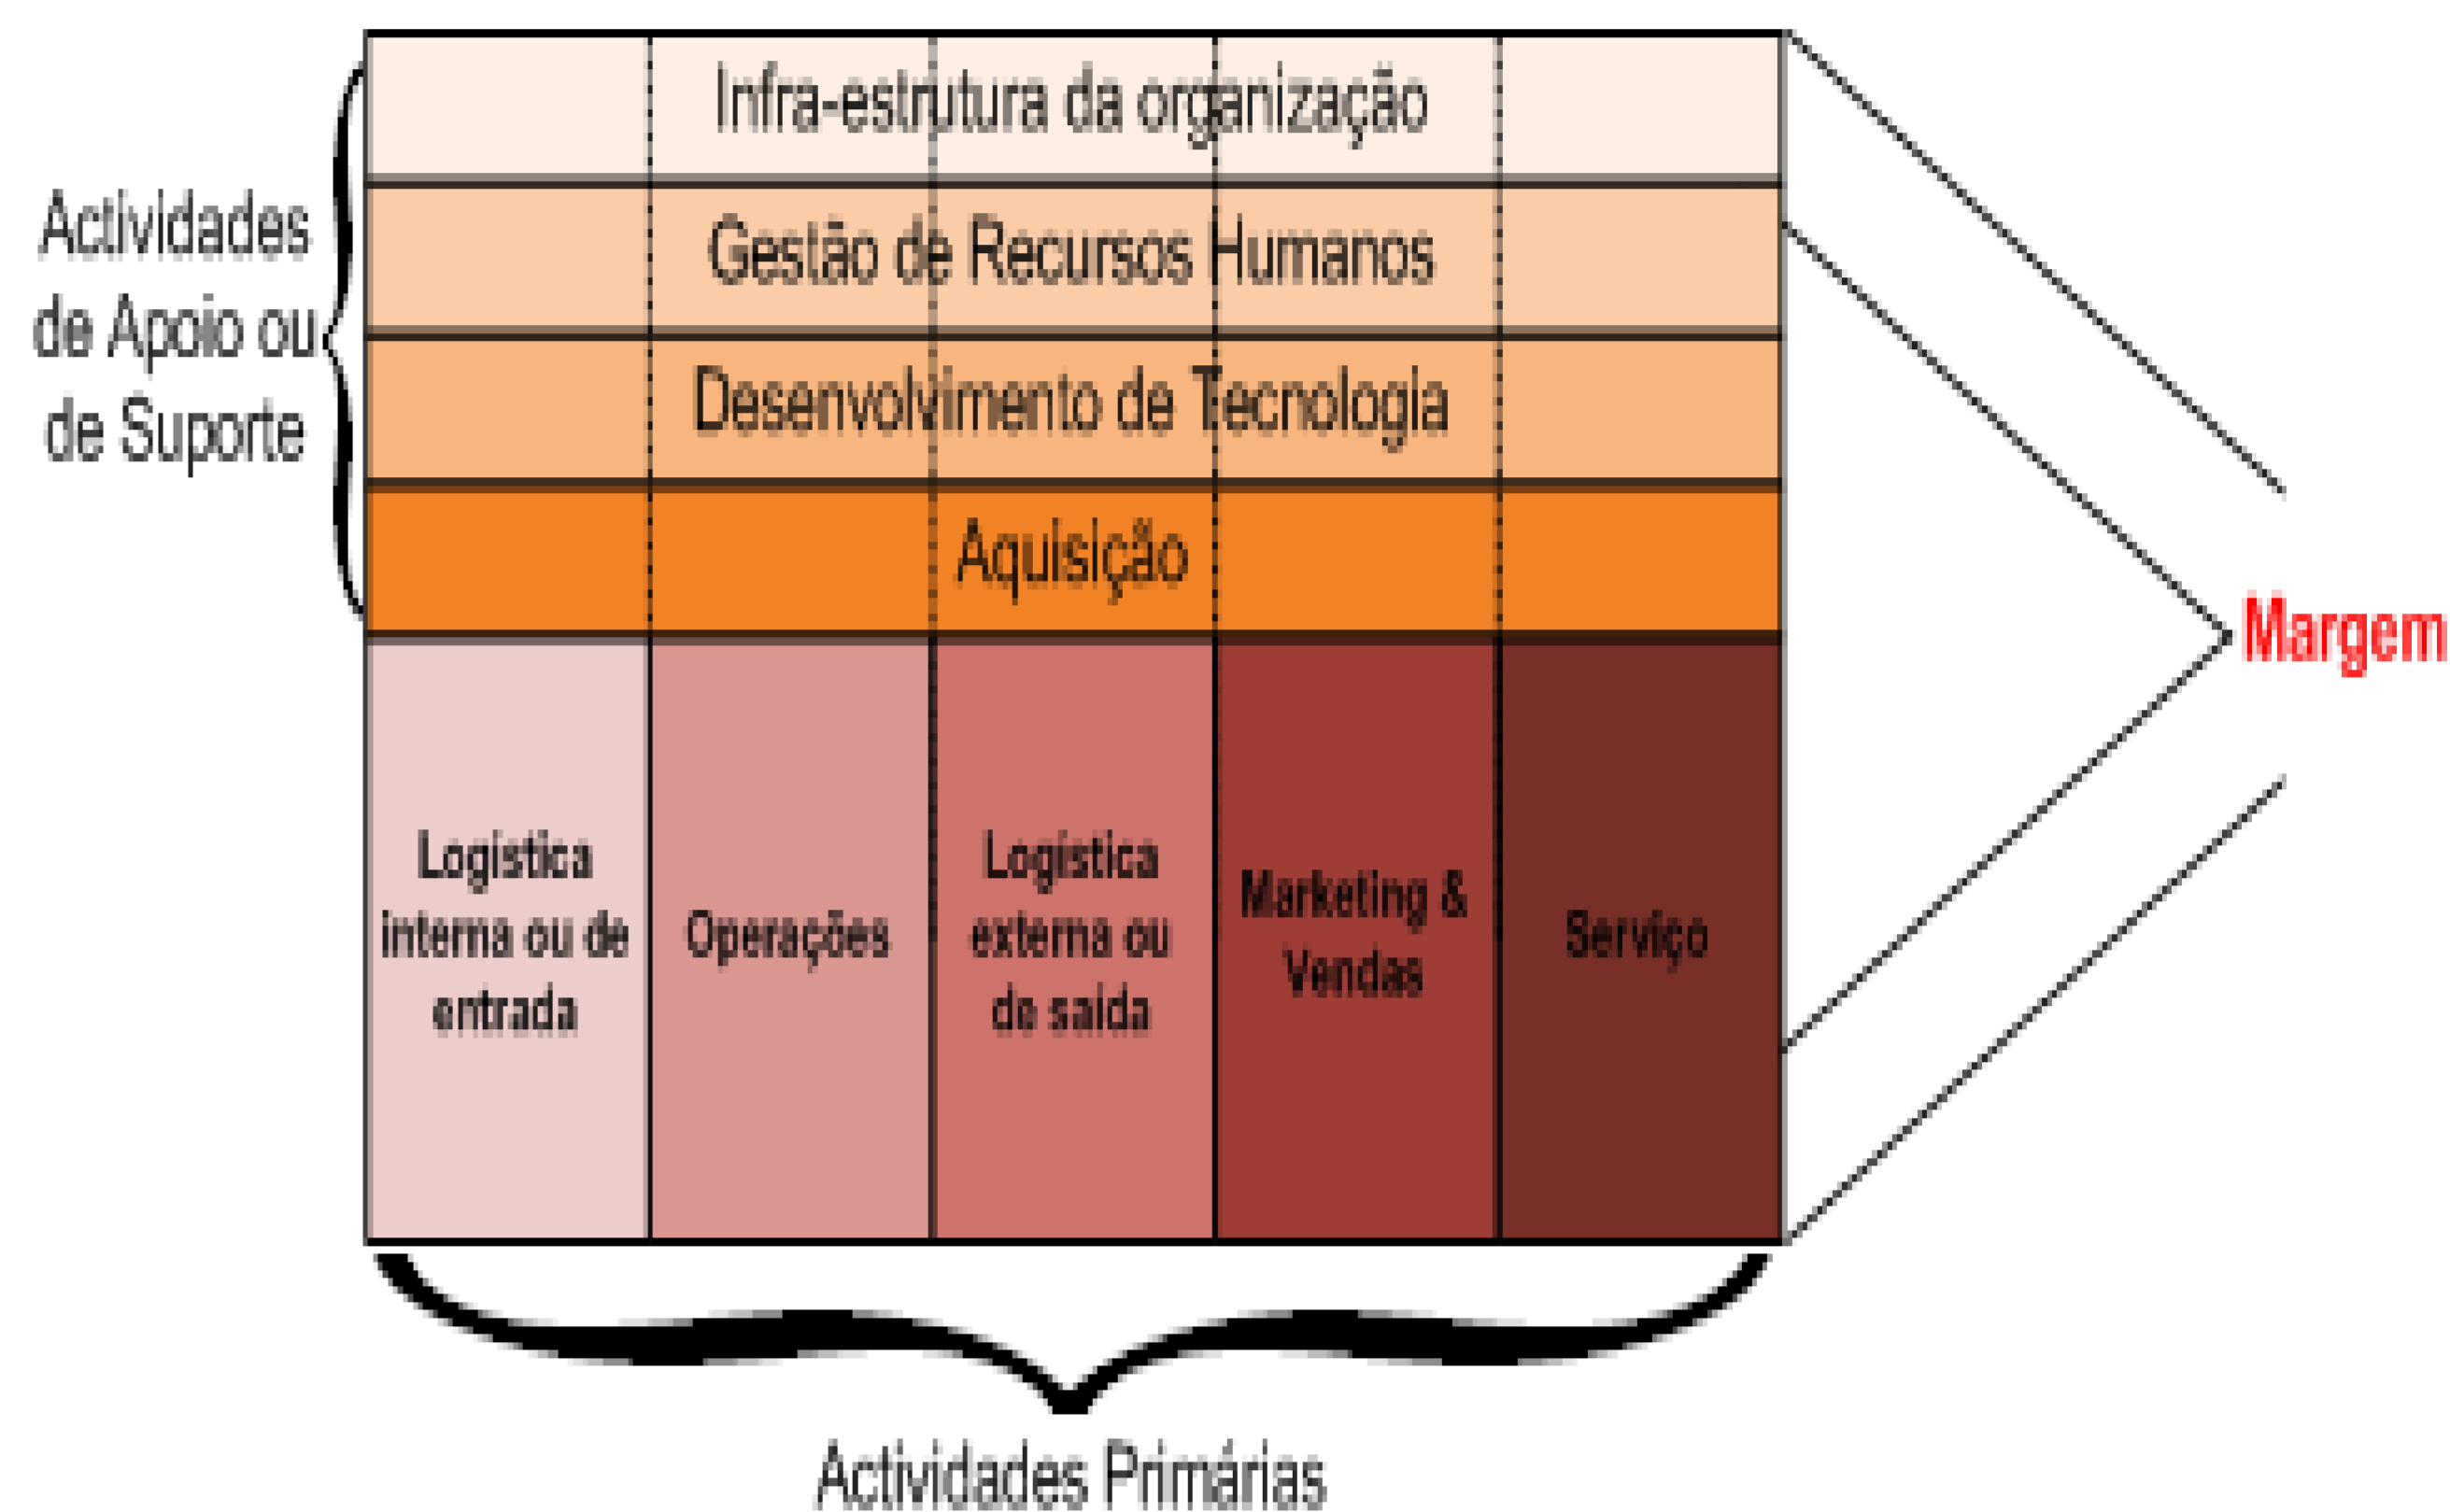 Infra-estrutura da organização
Gestão de Recursos Humanos
Desenvolvimento de Tecnologia
Aquisição
Actividades
de Apoio ou
de Suporte
Margem
Logística
interna ou de
entrada
Operações
Logística
externa ou
de saída
Marketing &
Vendas
Serviço
Actividades Primárias